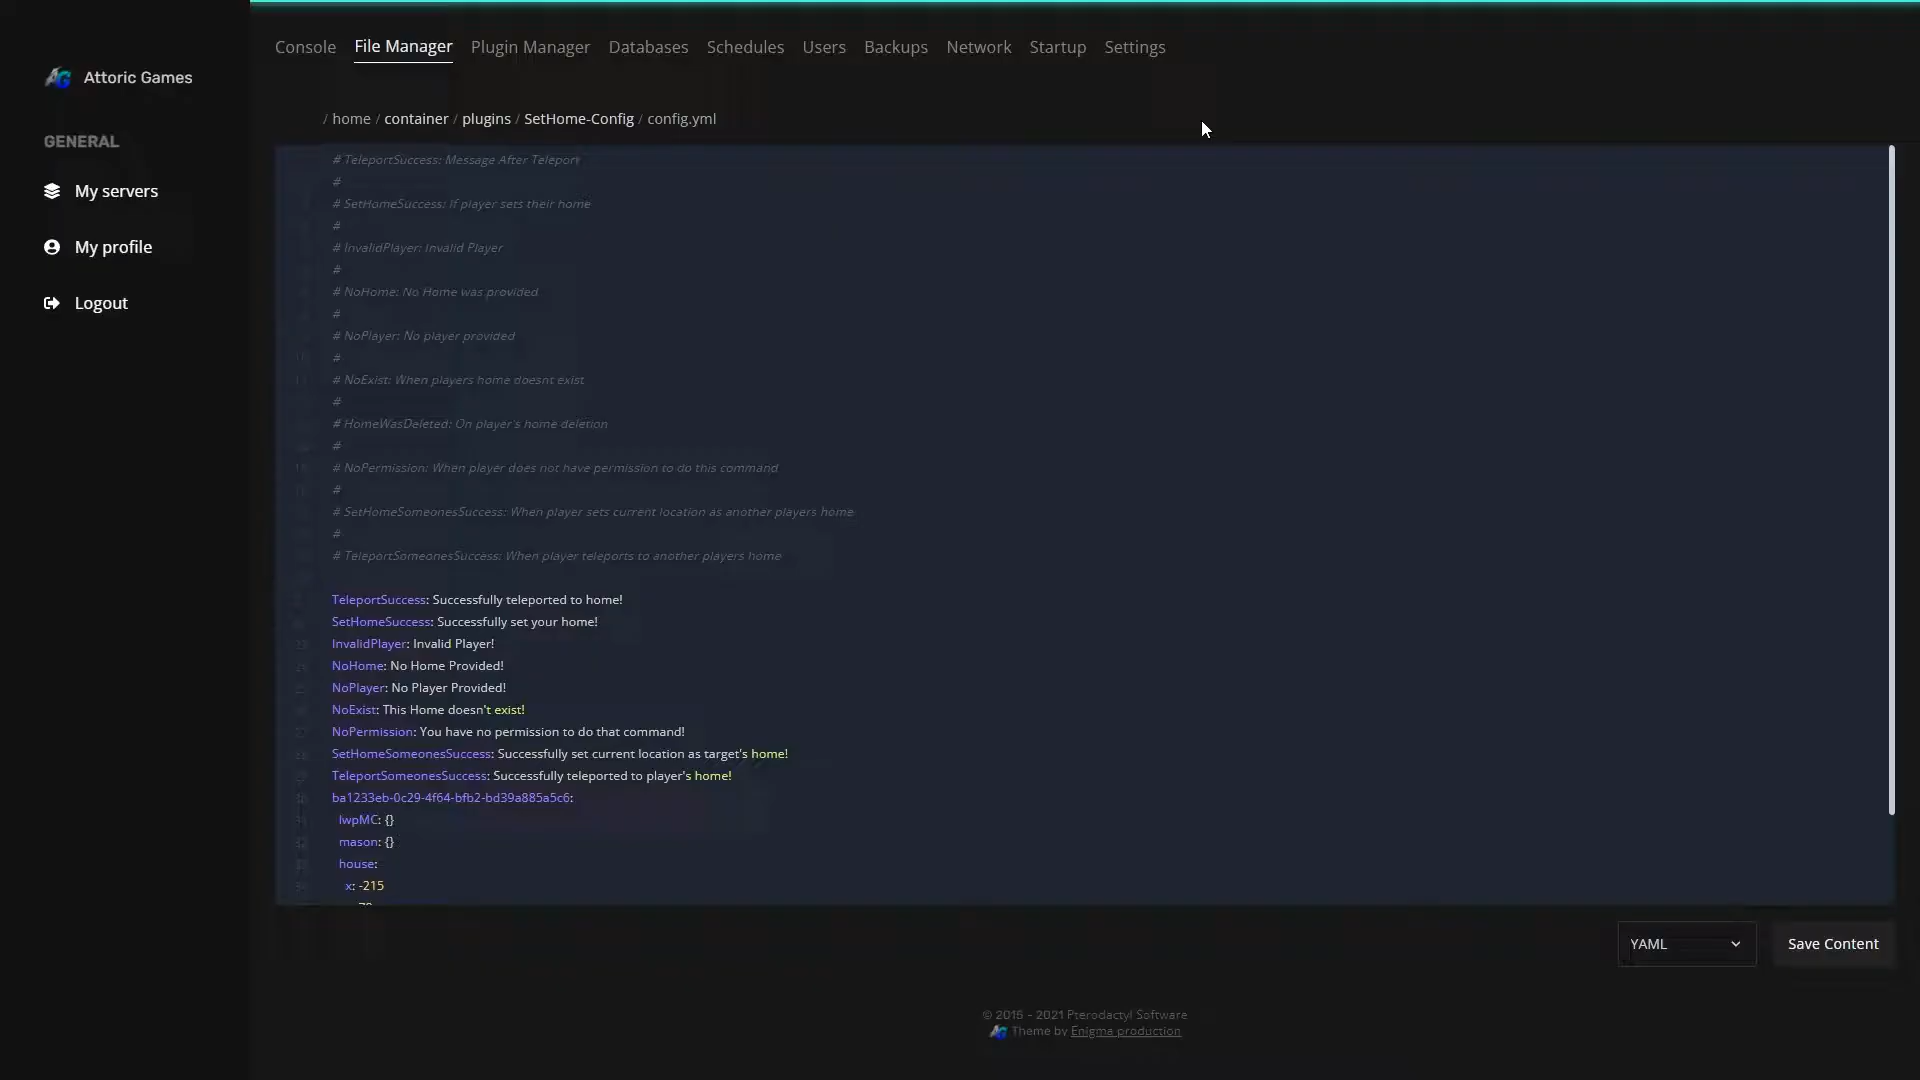 Console File Manager Plugin Manager Databases Schedules Users Backups Network Startup Settings
Attoric Games
GENERAL
My servers
My profile
Logout
/ home / container / plugins / SetHome-Config / config.yml
# TeleportSuccess: Message After Teleport
#
# SetHomeSuccess: If player sets their home
#
# InvalidPlayer: Invalid Player
#
# NoHome: No Home was provided
#
# NoPlayer: No player provided
#
# NoExist: When players home doesnt exist
#
# HomeWasDeleted: On player's home deletion
#
# NoPermission: When player does not have permission to do this command
#
# SetHomeSomeonesSuccess: When player sets current location as another players home
#
# TeleportSomeonesSuccess: When player teleports to another players home
TeleportSuccess: Successfully teleported to home!
SetHomeSuccess: Successfully set your home!
InvalidPlayer: Invalid Player!
NoHome: No Home Provided!
NoPlayer: No Player Provided!
NoExist: This Home doesn't exist!
NoPermission: You have no permission to do that command!
SetHomeSomeonesSuccess: Successfully set current location as target's home!
TeleportSomeonesSuccess: Successfully teleported to player's home!
ba1233eb-0c29-4f64-bfb2-bd39a885a5c6:
lwpMC: {}
mason: {}
house:
x: -215
YAML
Save Content
© 2015 - 2021 Pterodactyl Software
Theme by Enigma production